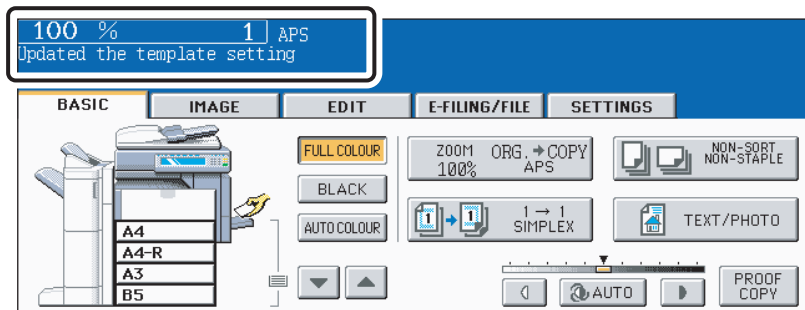 100 % 1 APS
Updated the template setting
BASIC IMAGE EDIT E-FILING/FILE SETTINGS
FULL COLOUR
BLACK
AUTO COLOUR
A4
A4-R
A3
B5
ZOOM ORG. → COPY
100% APS
NON-SORT
NON-STAPLE
1 → 1
1 → 1
SIMPLEX
TEXT/PHOTO
AUTO
PROOF
COPY